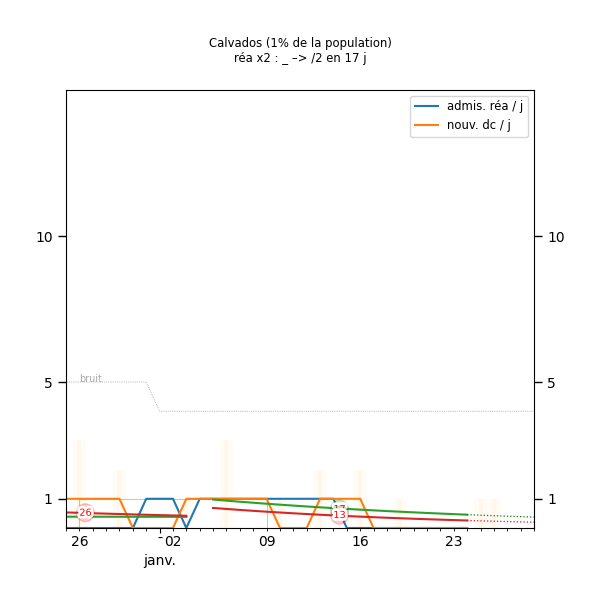 Calvados (1% de la population)
réa x2 : _ –> /2 en 17 j
admis. réa / j
nouv. dc / j
10 10
bruit
5 5
1 1
26
13
26 02 09 16 23
janv.